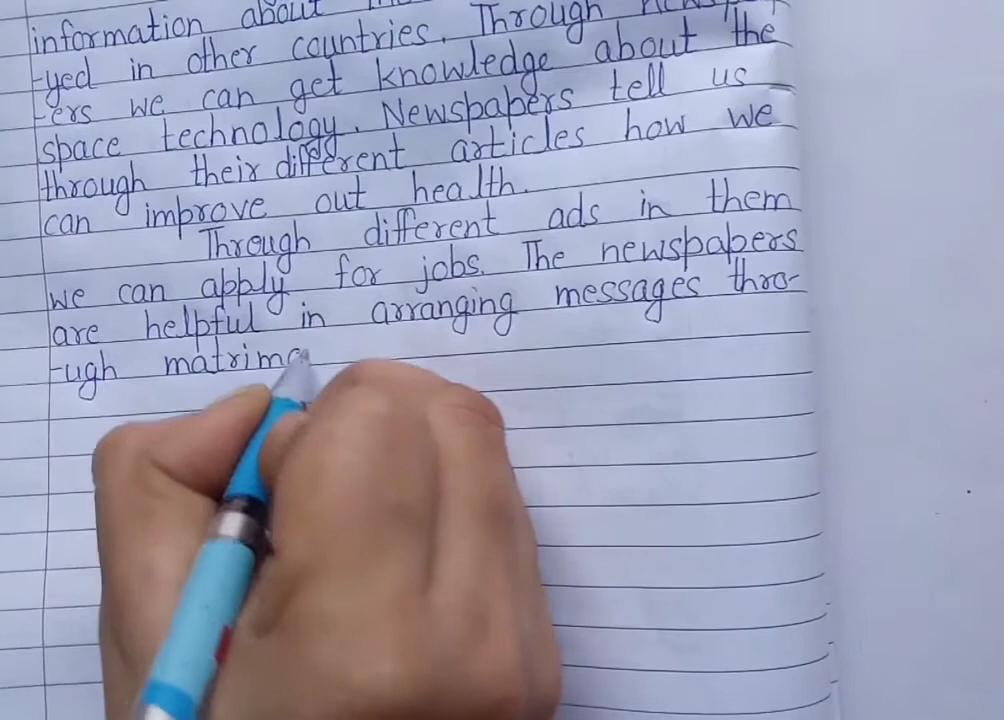 information about
-yed in other countries. Through
-ers we can get knowledge about the
space technology. Newspapers tell us
through their different articles how we
can improve out health.
Through different ads in them
we can apply for jobs. The newspapers
are helpful in arranging messages thro-
-ugh matrimo